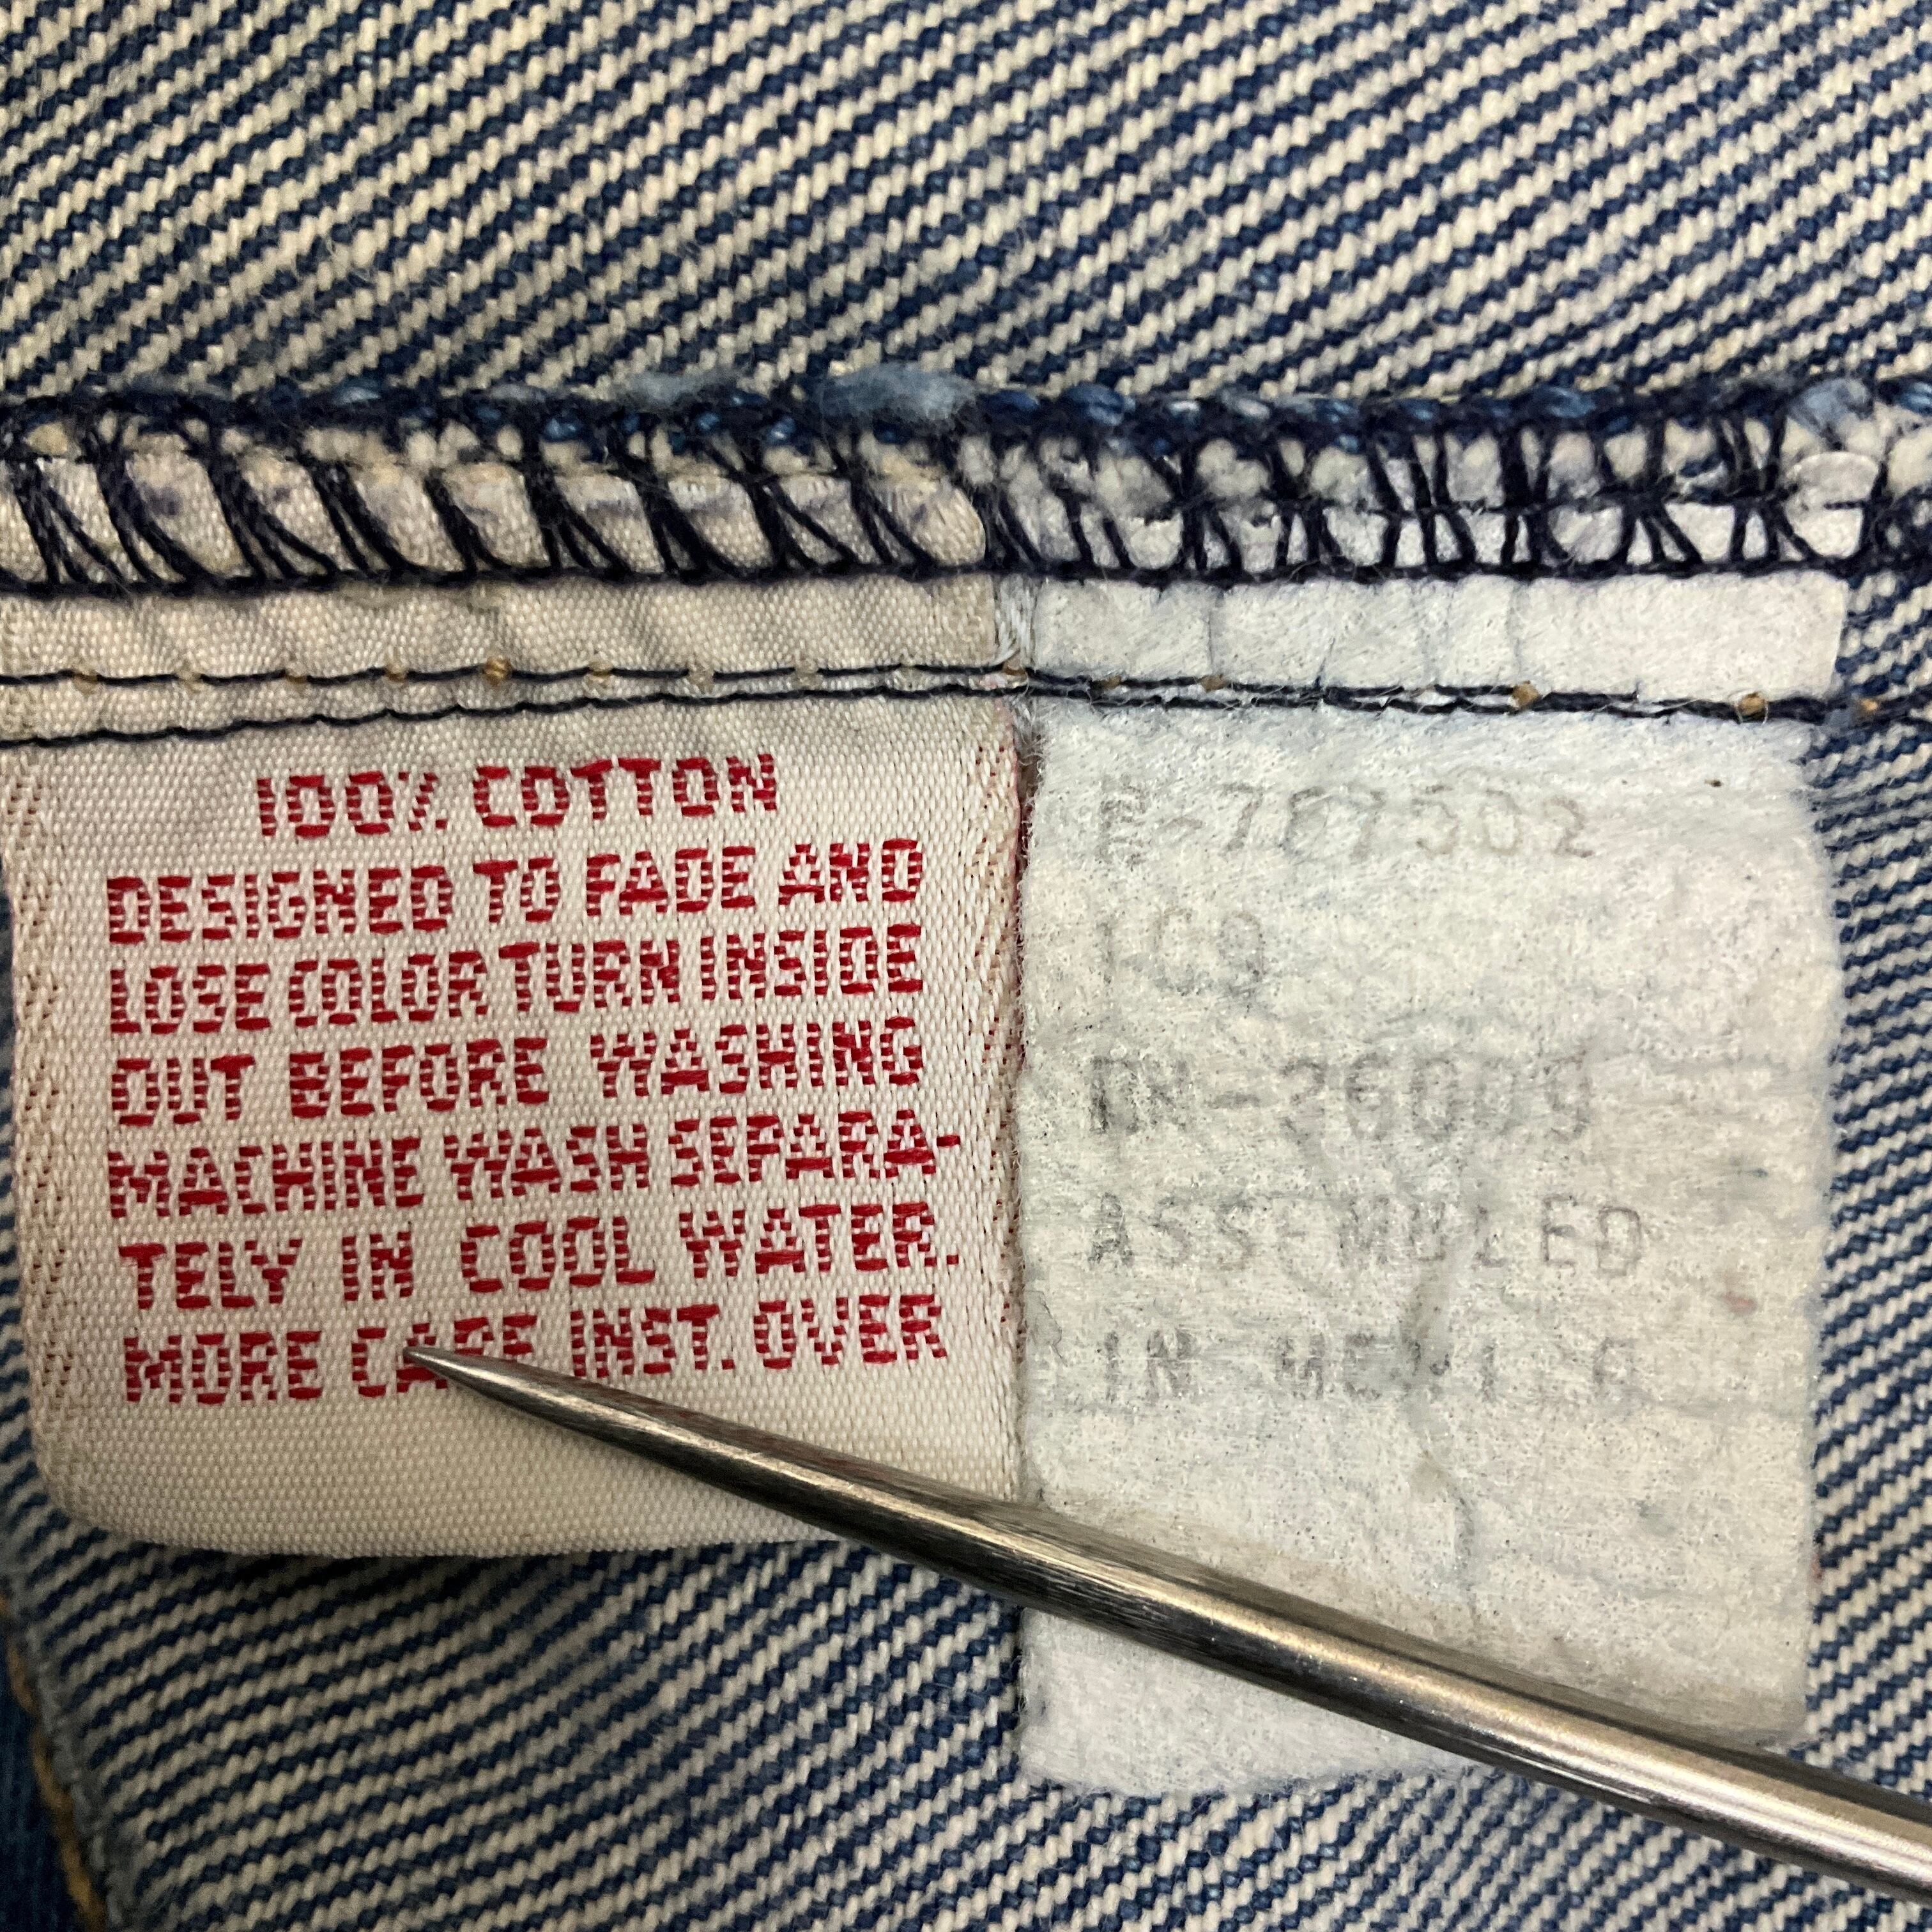 100% COTTON
DESIGNED TO FADE AND
LOSE COLOR TURN INSIDE
OUT BEFORE WASHING
MACHINE WASH SEPARA-
TELY IN COOL WATER.
MORE CARE INST. OVER
ASSEMBLED
IN